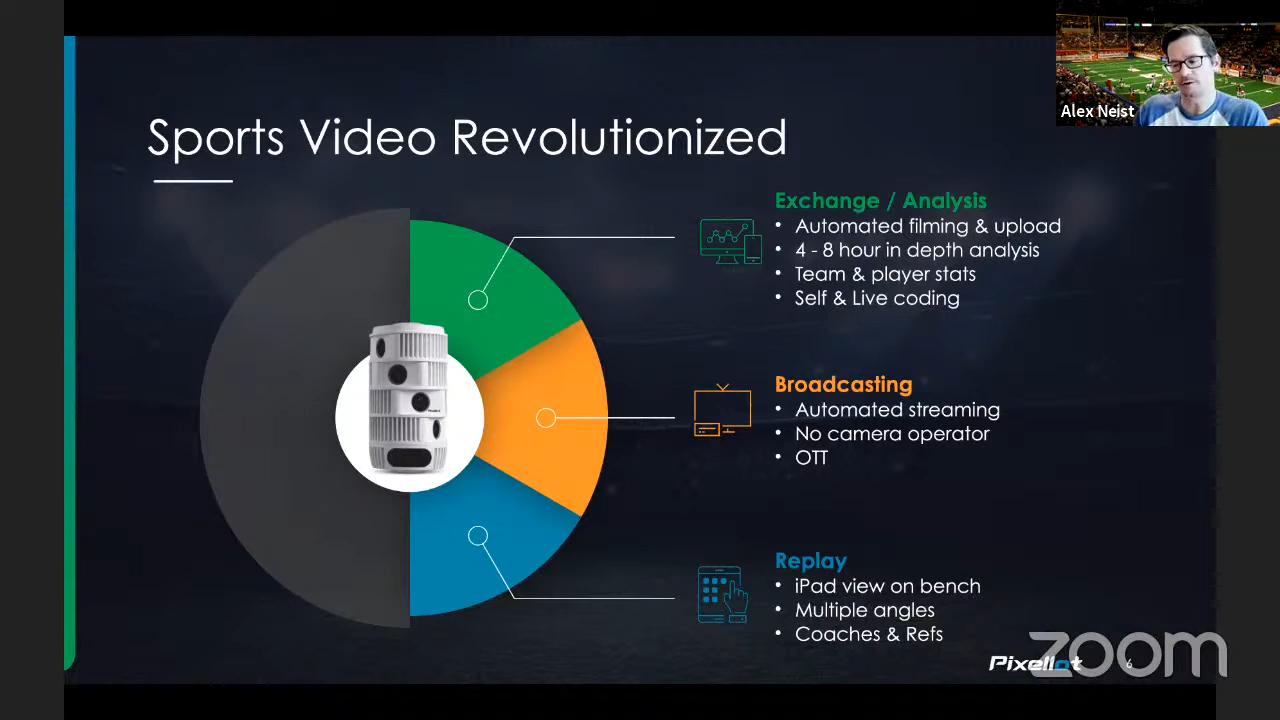 Alex Neist
Sports Video Revolutionized
Exchange / Analysis
• Automated filming & upload
• 4 - 8 hour in depth analysis
• Team & player stats
• Self & Live coding
Broadcasting
• Automated streaming
• No camera operator
• OTT
Replay
• iPad view on bench
• Multiple angles
• Coaches & Refs
Pixellot
6
zoom